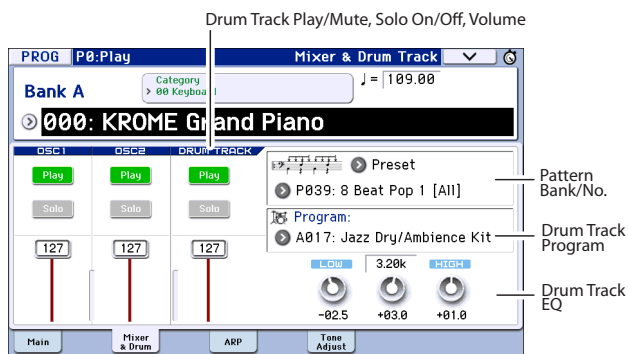 Drum Track Play/Mute, Solo On/Off, Volume
PROG P0:Play Mixer & Drum Track
Bank A
Category
00 Keyboard
♩= 109.00
000: KROME Grand Piano
OSC1 OSC2 DRUM TRACK
Play Play Play
Solo Solo Solo
127 127 127
Preset
P039: 8 Beat Pop 1 [All]
Pattern
Bank/No.
Program:
A017: Jazz Dry/Ambience Kit
Drum Track
Program
LOW 3.20k HIGH
-02.5 +03.0 +01.0
Drum Track
EQ
Main Mixer & Drum ARP Tone Adjust